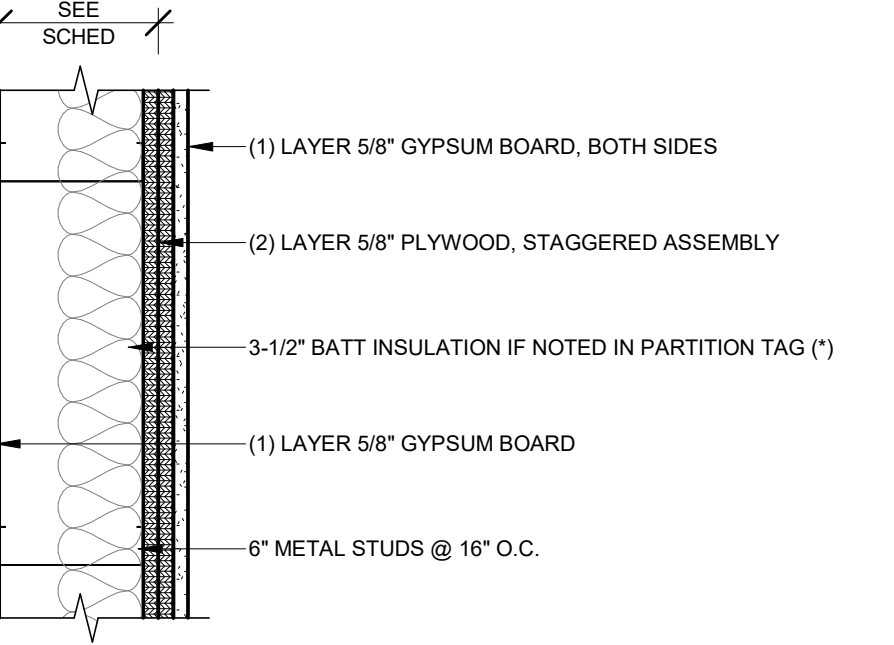 SEE
SCHED
(1) LAYER 5/8" GYPSUM BOARD, BOTH SIDES
(2) LAYER 5/8" PLYWOOD, STAGGERED ASSEMBLY
3-1/2" BATT INSULATION IF NOTED IN PARTITION TAG (*)
(1) LAYER 5/8" GYPSUM BOARD
6" METAL STUDS @ 16" O.C.